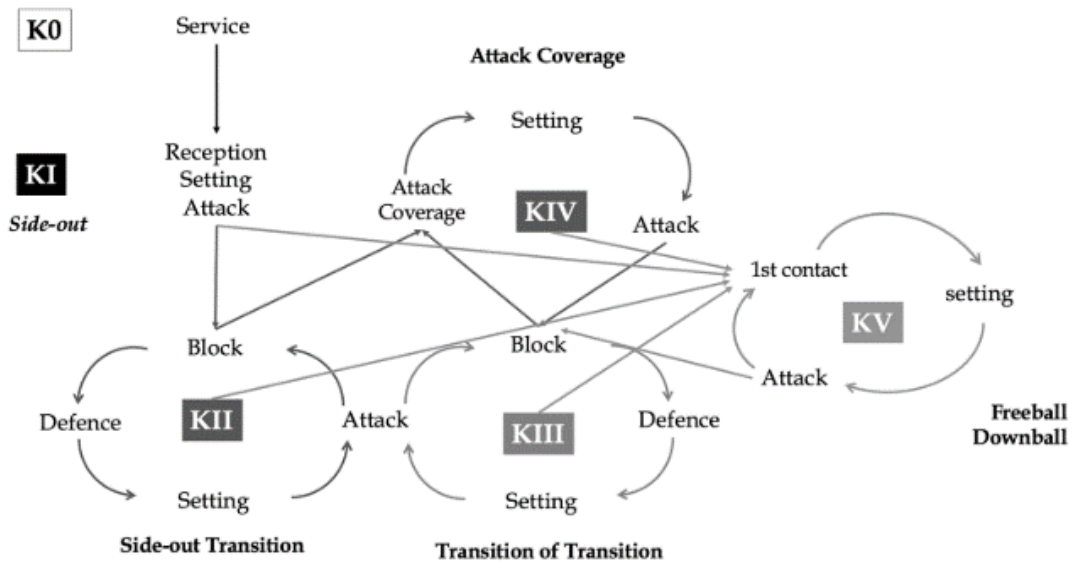 K0
Service
Attack Coverage
Setting
KI
Side-out
Reception
Setting
Attack
Attack
Coverage
KIV
Attack
1st contact
setting
KV
Block
Block
Attack
Defence
KII
Attack
KIII
Defence
Freeball
Downball
Setting
Setting
Side-out Transition
Transition of Transition